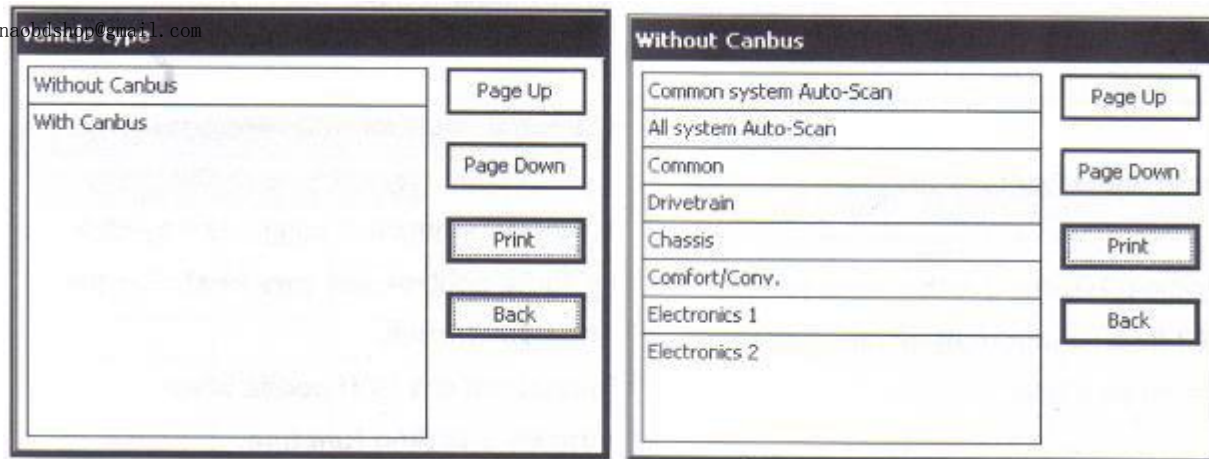 naobdshop@gmail.com
Vehicle type
Without Canbus
With Canbus
Page Up
Page Down
Print
Back
Without Canbus
Common system Auto-Scan
All system Auto-Scan
Common
Drivetrain
Chassis
Comfort/Conv.
Electronics 1
Electronics 2
Page Up
Page Down
Print
Back